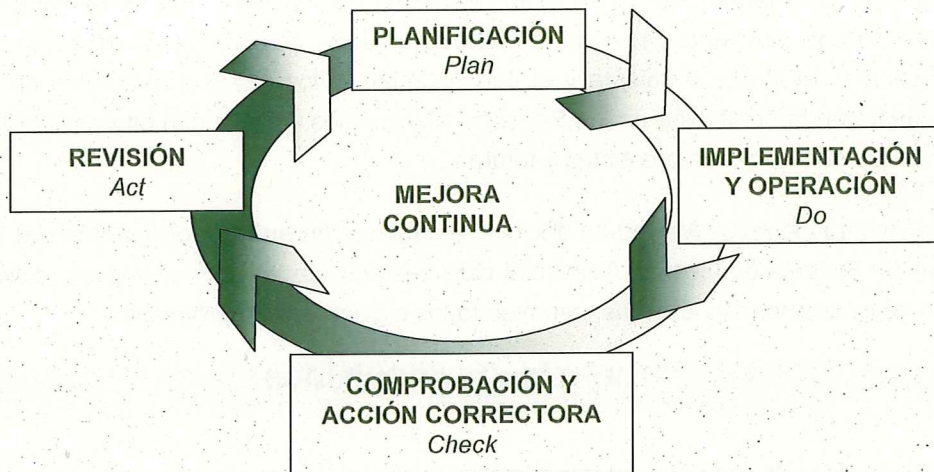 PLANIFICACIÓN
Plan
IMPLEMENTACIÓN
Y OPERACIÓN
Do
COMPROBACIÓN Y
ACCIÓN CORRECTORA
Check
REVISIÓN
Act
MEJORA
CONTINUA